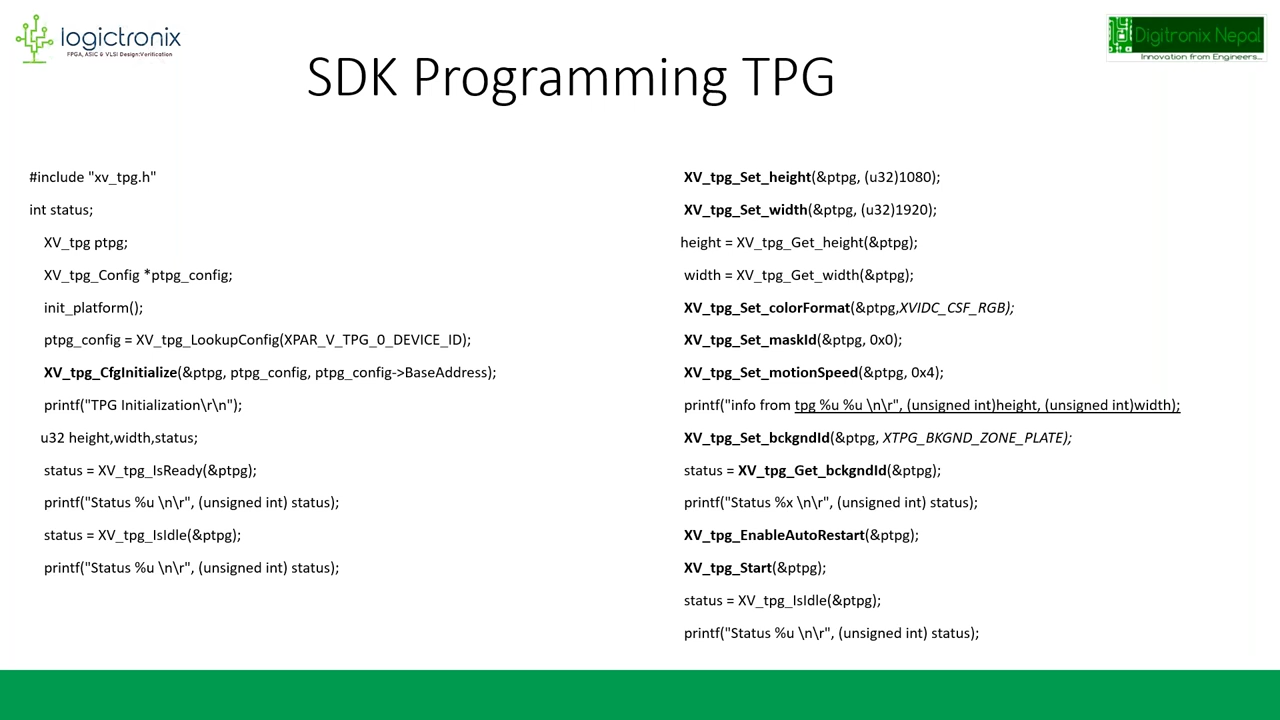 logictronix
FPGA, ASIC & VLSI Design:Verification
Digitronix Nepal
Innovation from Engineers...
SDK Programming TPG
#include "xv_tpg.h"
int status;
XV_tpg ptpg;
XV_tpg_Config *ptpg_config;
init_platform();
ptpg_config = XV_tpg_LookupConfig(XPAR_V_TPG_0_DEVICE_ID);
XV_tpg_CfgInitialize(&ptpg, ptpg_config, ptpg_config->BaseAddress);
printf("TPG Initialization\r\n");
u32 height,width,status;
status = XV_tpg_IsReady(&ptpg);
printf("Status %u \n\r", (unsigned int) status);
status = XV_tpg_IsIdle(&ptpg);
printf("Status %u \n\r", (unsigned int) status);
XV_tpg_Set_height(&ptpg, (u32)1080);
XV_tpg_Set_width(&ptpg, (u32)1920);
height = XV_tpg_Get_height(&ptpg);
width = XV_tpg_Get_width(&ptpg);
XV_tpg_Set_colorFormat(&ptpg,XVIDC_CSF_RGB);
XV_tpg_Set_maskId(&ptpg, 0x0);
XV_tpg_Set_motionSpeed(&ptpg, 0x4);
printf("info from tpg %u %u \n\r", (unsigned int)height, (unsigned int)width);
XV_tpg_Set_bckgndId(&ptpg, XTPG_BKGND_ZONE_PLATE);
status = XV_tpg_Get_bckgndId(&ptpg);
printf("Status %x \n\r", (unsigned int) status);
XV_tpg_EnableAutoRestart(&ptpg);
XV_tpg_Start(&ptpg);
status = XV_tpg_IsIdle(&ptpg);
printf("Status %u \n\r", (unsigned int) status);